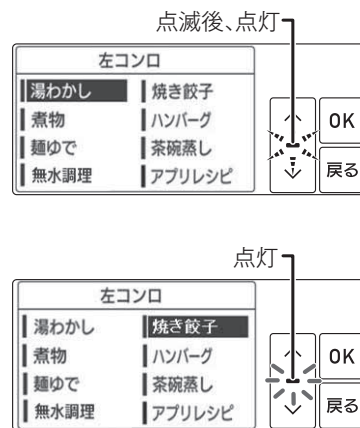 点滅後、点灯
左コンロ
湯わかし 焼き餃子
煮物 ハンバーグ
麺ゆで 茶碗蒸し
無水調理 アプリレシピ
OK
戻る
点灯
左コンロ
湯わかし 焼き餃子
煮物 ハンバーグ
麺ゆで 茶碗蒸し
無水調理 アプリレシピ
OK
戻る